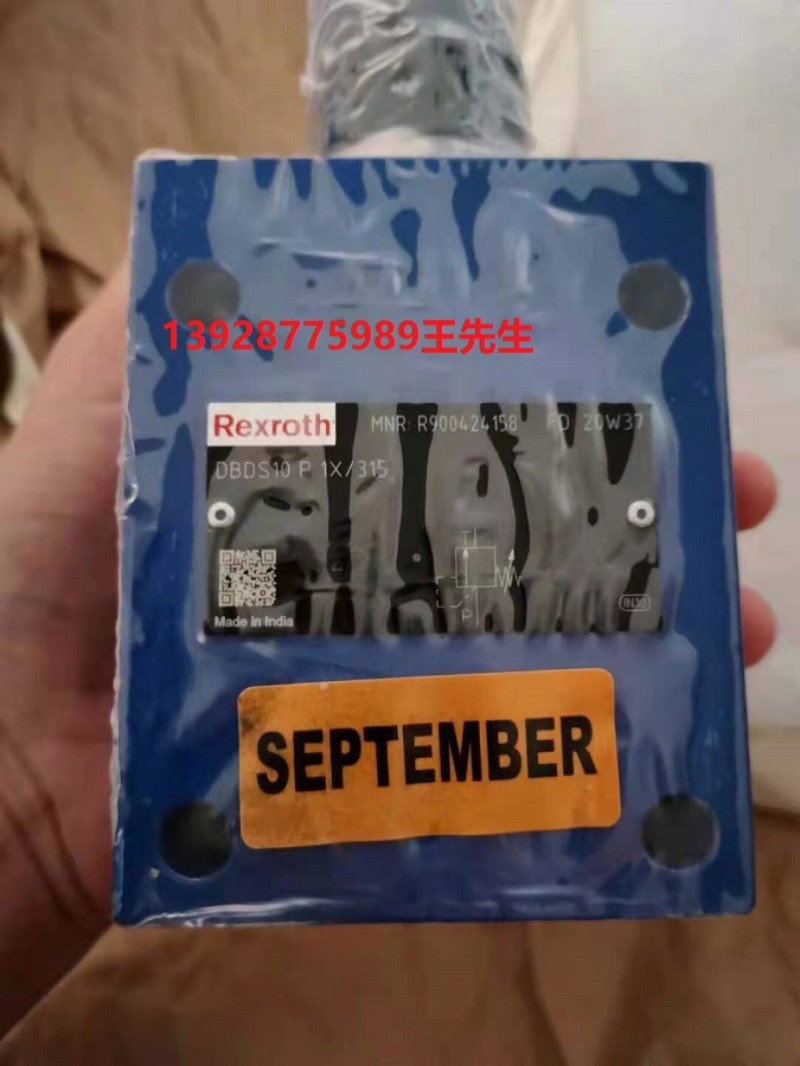 13928775989王先生
Rexroth MNR: R900424158 FD: 20W37
DBDS10 P 1X/315
T
P
IN30
Made in India
SEPTEMBER